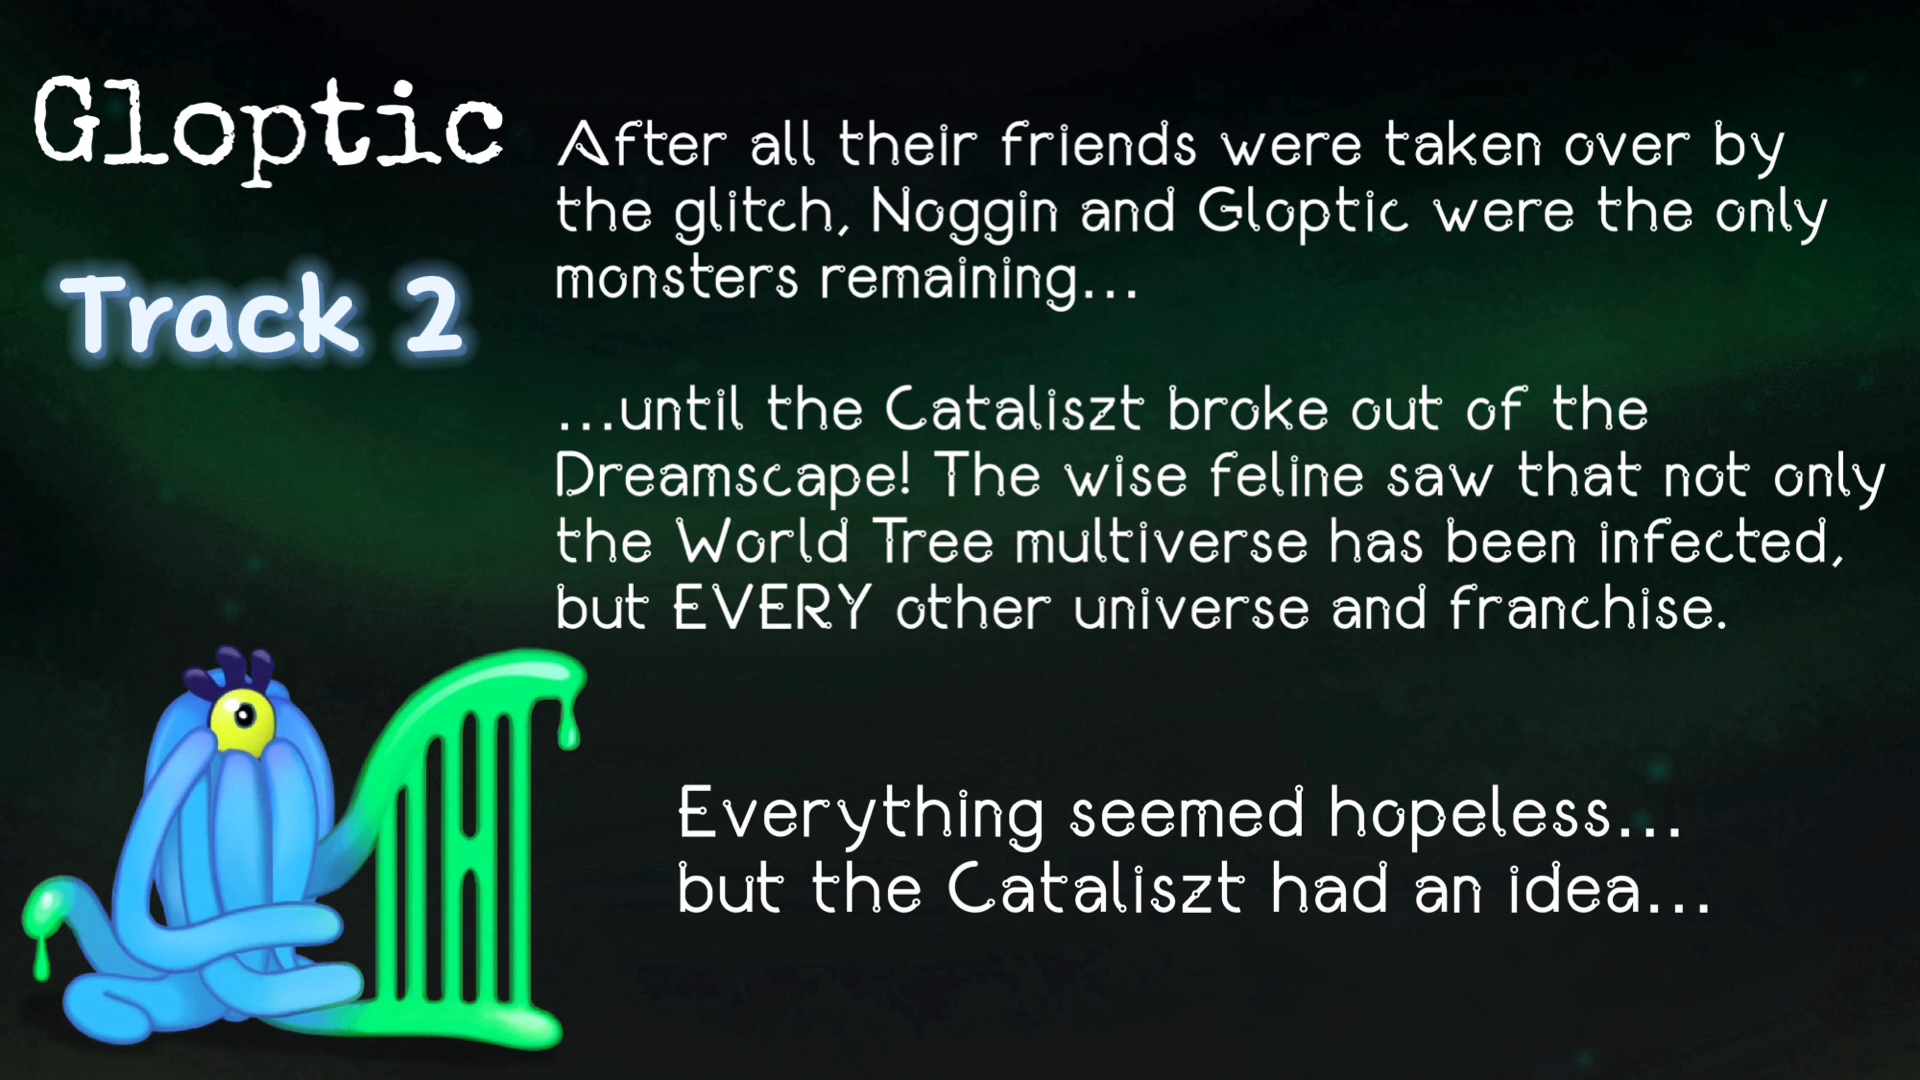 Gloptic
Track 2
After all their friends were taken over by
the glitch, Noggin and Gloptic were the only
monsters remaining...
...until the Cataliszt broke out of the
Dreamscape! The wise feline saw that not only
the World Tree multiverse has been infected,
but EVERY other universe and franchise.
Everything seemed hopeless...
but the Cataliszt had an idea...